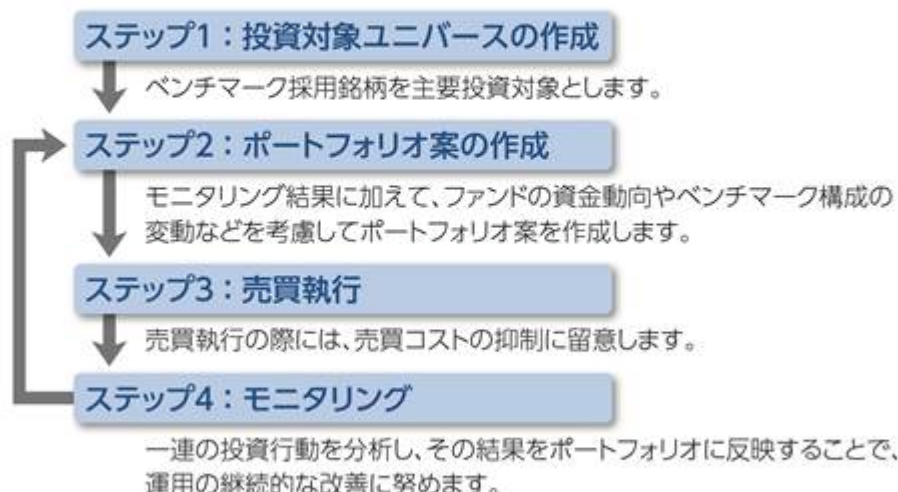 ステップ1：投資対象ユニバースの作成
ベンチマーク採用銘柄を主要投資対象とします。
ステップ2：ポートフォリオ案の作成
モニタリング結果に加えて、ファンドの資金動向やベンチマーク構成の
変動などを考慮してポートフォリオ案を作成します。
ステップ3：売買執行
売買執行の際には、売買コストの抑制に留意します。
ステップ4：モニタリング
一連の投資行動を分析し、その結果をポートフォリオに反映することで、
運用の継続的な改善に努めます。